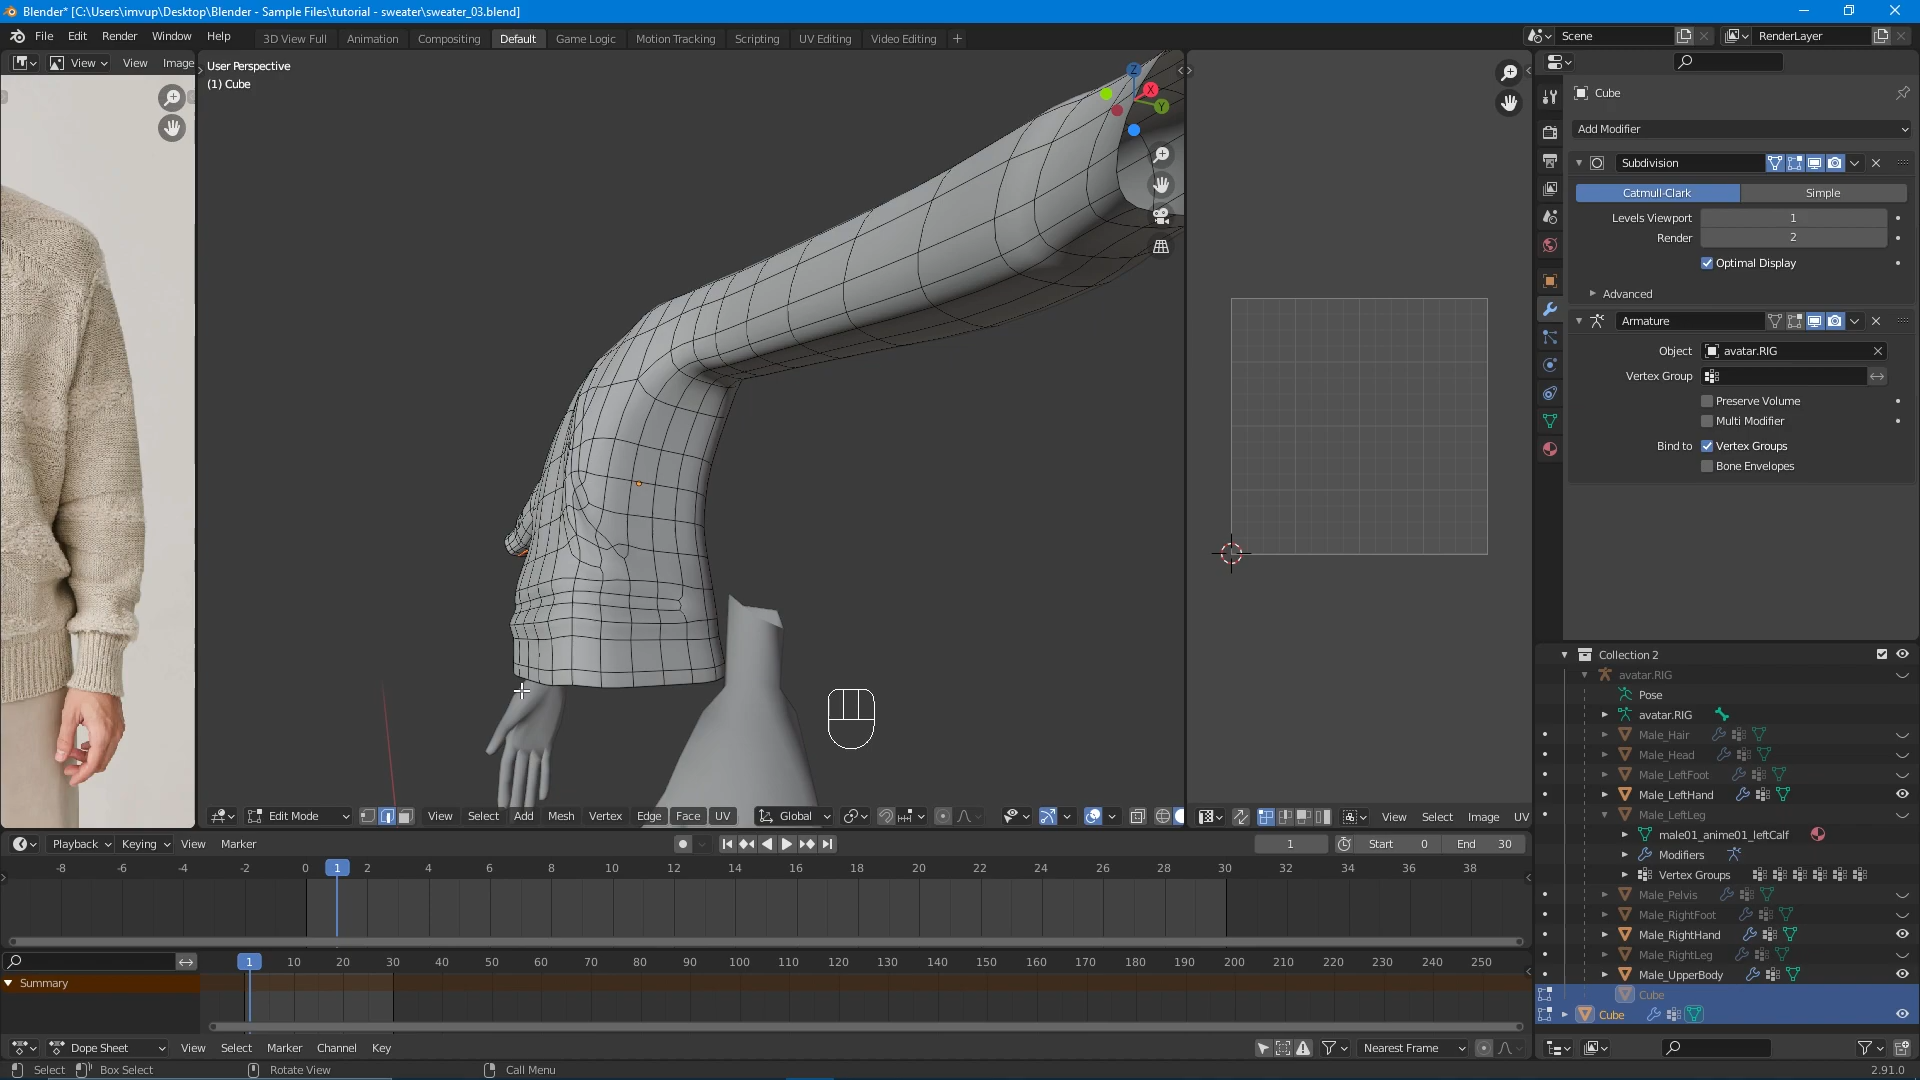 Blender* [C:\Users\imvup\Desktop\Blender - Sample Files\tutorial - sweater\sweater_03.blend]
File Edit Render Window Help
3D View Full Animation Compositing Default Game Logic Motion Tracking Scripting UV Editing Video Editing +
Scene RenderLayer
View View Image
User Perspective
(1) Cube
Z X Y
Cube
Add Modifier
Subdivision
Catmull-Clark Simple
Levels Viewport 1
Render 2
Optimal Display
Advanced
Armature
Object avatar.RIG
Vertex Group
Preserve Volume
Multi Modifier
Bind to Vertex Groups
Bone Envelopes
Collection 2
avatar.RIG
Pose
avatar.RIG
Male_Hair
Male_Head
Male_LeftFoot
Male_LeftHand
Male_LeftLeg
male01_anime01_leftCalf
Modifiers
Vertex Groups
Male_Pelvis
Male_RightFoot
Male_RightHand
Male_RightLeg
Male_UpperBody
Cube
Cube
Edit Mode View Select Add Mesh Vertex Edge Face UV Global
View Select Image UV
Playback Keying View Marker
1 Start 0 End 30
-8 -6 -4 -2 0 1 2 4 6 8 10 12 14 16 18 20 22 24 26 28 30 32 34 36 38
1 10 20 30 40 50 60 70 80 90 100 110 120 130 140 150 160 170 180 190 200 210 220 230 240 250
Summary
Dope Sheet View Select Marker Channel Key
Nearest Frame
Select Box Select Rotate View Call Menu
2.91.0